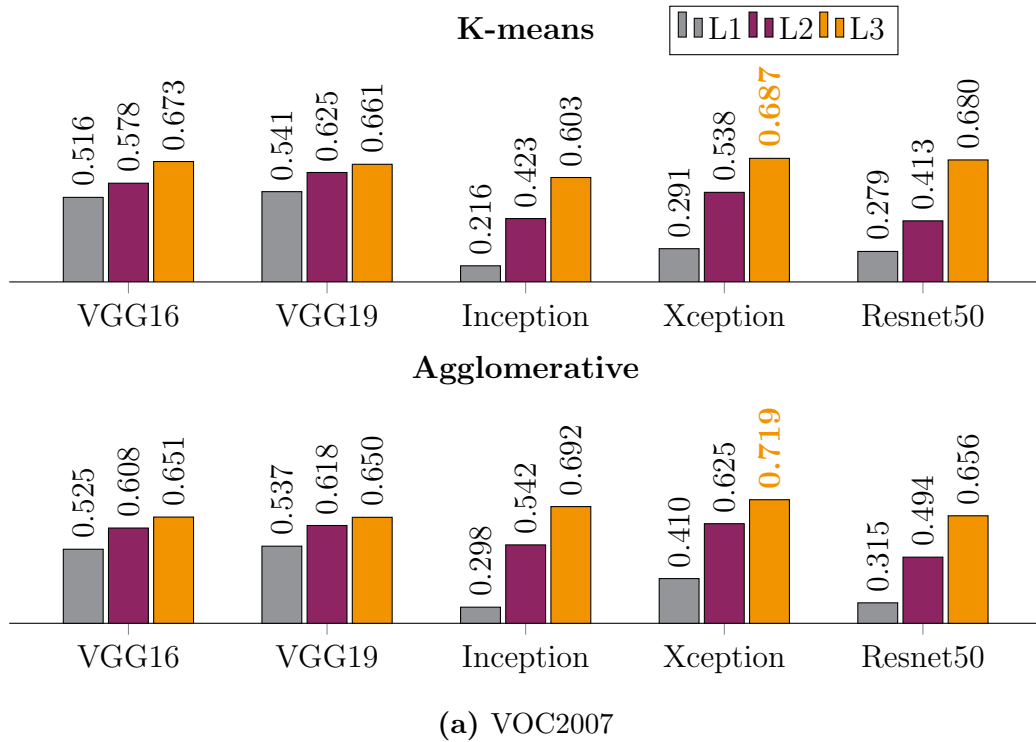 K-means
L1 L2 L3
0.516 0.578 0.673 0.541 0.625 0.661 0.216 0.423 0.603 0.291 0.538 0.687 0.279 0.413 0.680
VGG16 VGG19 Inception Xception Resnet50
Agglomerative
0.525 0.608 0.651 0.537 0.618 0.650 0.298 0.542 0.692 0.410 0.625 0.719 0.315 0.494 0.656
VGG16 VGG19 Inception Xception Resnet50
(a) VOC2007